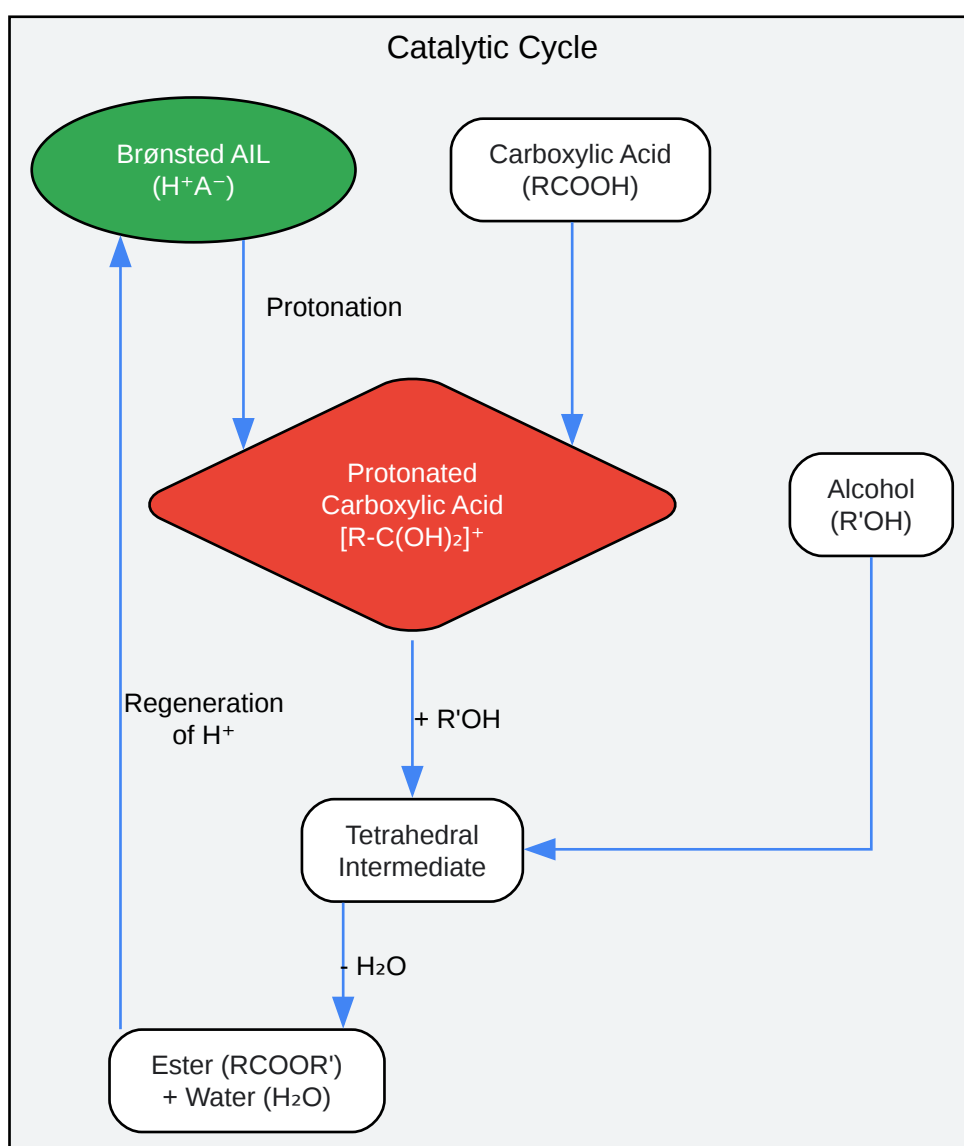 Catalytic Cycle
Brønsted AIL
(H⁺A⁻)
Carboxylic Acid
(RCOOH)
Protonation
Protonated
Carboxylic Acid
[R-C(OH)₂]⁺
Alcohol
(R'OH)
Regeneration
of H⁺
+ R'OH
Tetrahedral
Intermediate
- H₂O
Ester (RCOOR')
+ Water (H₂O)